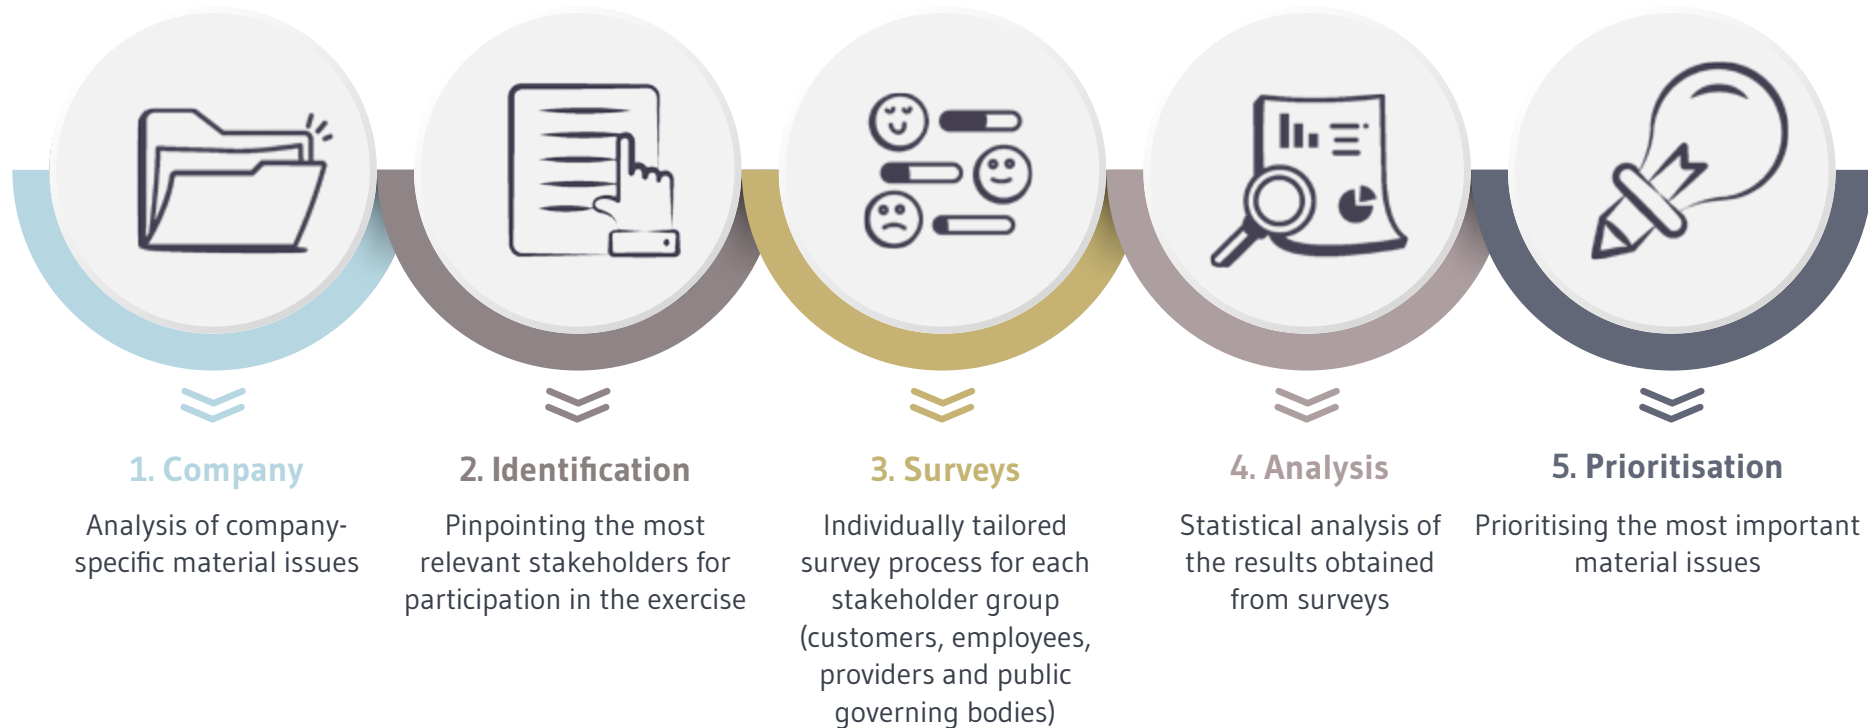 1. Company
Analysis of company-
specific material issues
2. Identification
Pinpointing the most
relevant stakeholders for
participation in the exercise
3. Surveys
Individually tailored
survey process for each
stakeholder group
(customers, employees,
providers and public
governing bodies)
4. Analysis
Statistical analysis of
the results obtained
from surveys
5. Prioritisation
Prioritising the most important
material issues